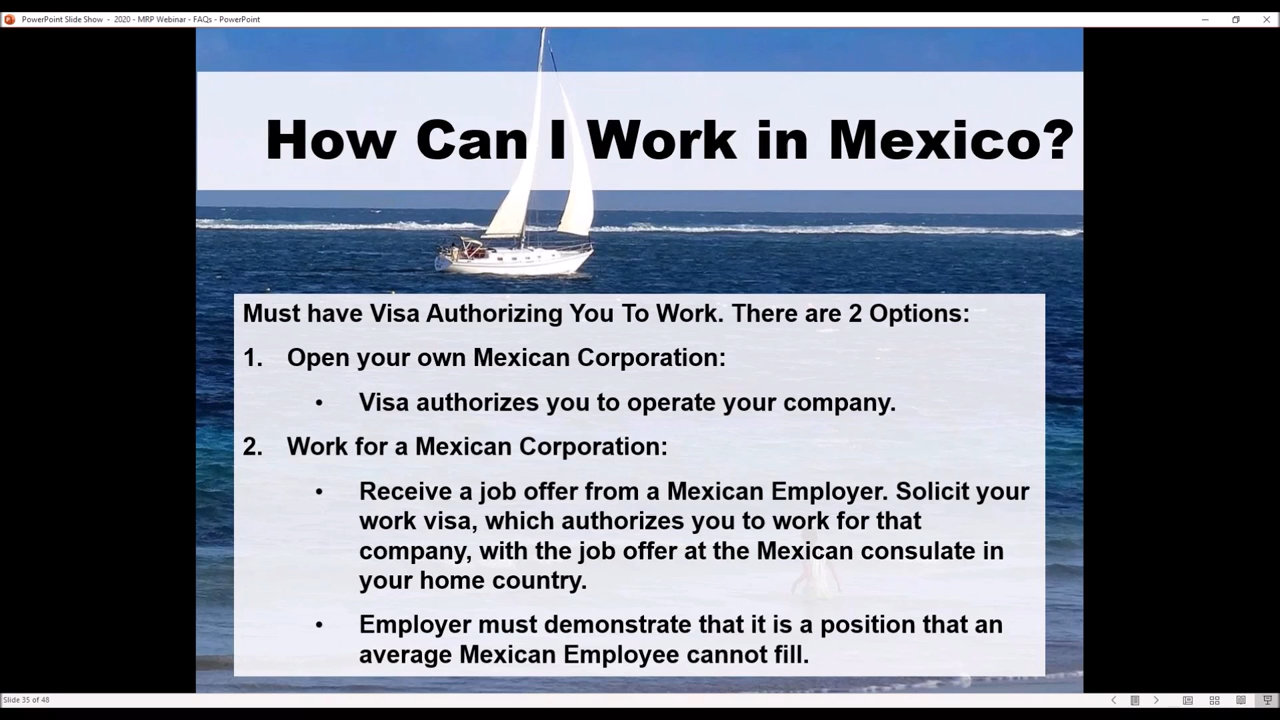 PowerPoint Slide Show - 2020 - MRP Webinar - FAQs - PowerPoint
How Can I Work in Mexico?
Must have Visa Authorizing You To Work. There are 2 Options:
1. Open your own Mexican Corporation:
• Visa authorizes you to operate your company.
2. Work for a Mexican Corporation:
• Receive a job offer from a Mexican Employer. Solicit your
work visa, which authorizes you to work for that
company, with the job offer at the Mexican consulate in
your home country.
• Employer must demonstrate that it is a position that an
average Mexican Employee cannot fill.
Slide 35 of 48